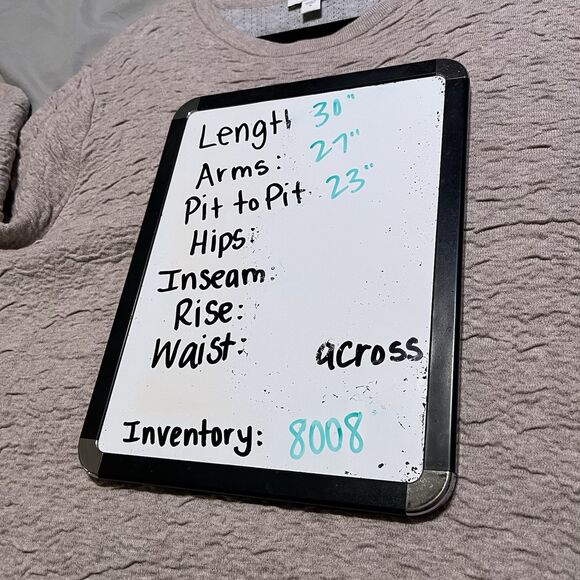 Length 30"
Arms: 27"
Pit to Pit 23"
Hips:
Inseam:
Rise:
Waist: across
Inventory: 8008